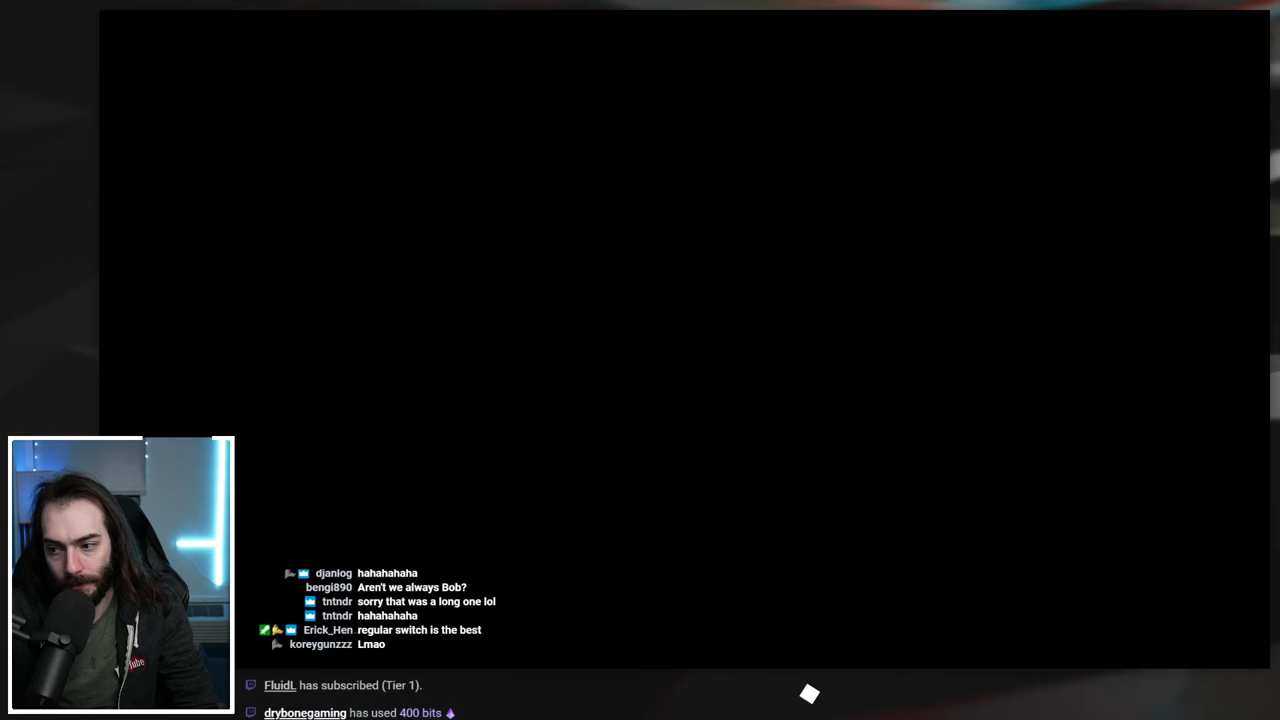 djanlog hahahahaha
bengi890 Aren't we always Bob?
tntndr sorry that was a long one lol
tntndr hahahahaha
Erick_Hen regular switch is the best
koreygunzzz Lmao
FluidL has subscribed (Tier 1).
drybonegaming has used 400 bits
Tube